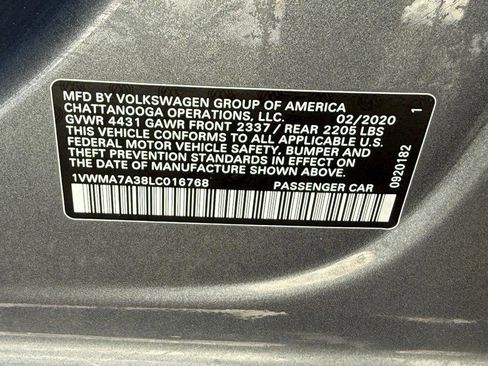 MFD BY VOLKSWAGEN GROUP OF AMERICA
CHATTANOOGA OPERATIONS, LLC. 02/2020
GVWR 4431 GAWR FRONT 2337 / REAR 2205 LBS
THIS VEHICLE CONFORMS TO ALL APPLICABLE U.S.
FEDERAL MOTOR VEHICLE SAFETY, BUMPER, AND
THEFT PREVENTION STANDARDS IN EFFECT ON THE
DATE OF MANUFACTURE SHOWN ABOVE.
1VWMA7A38LC016768 PASSENGER CAR
0920182 1